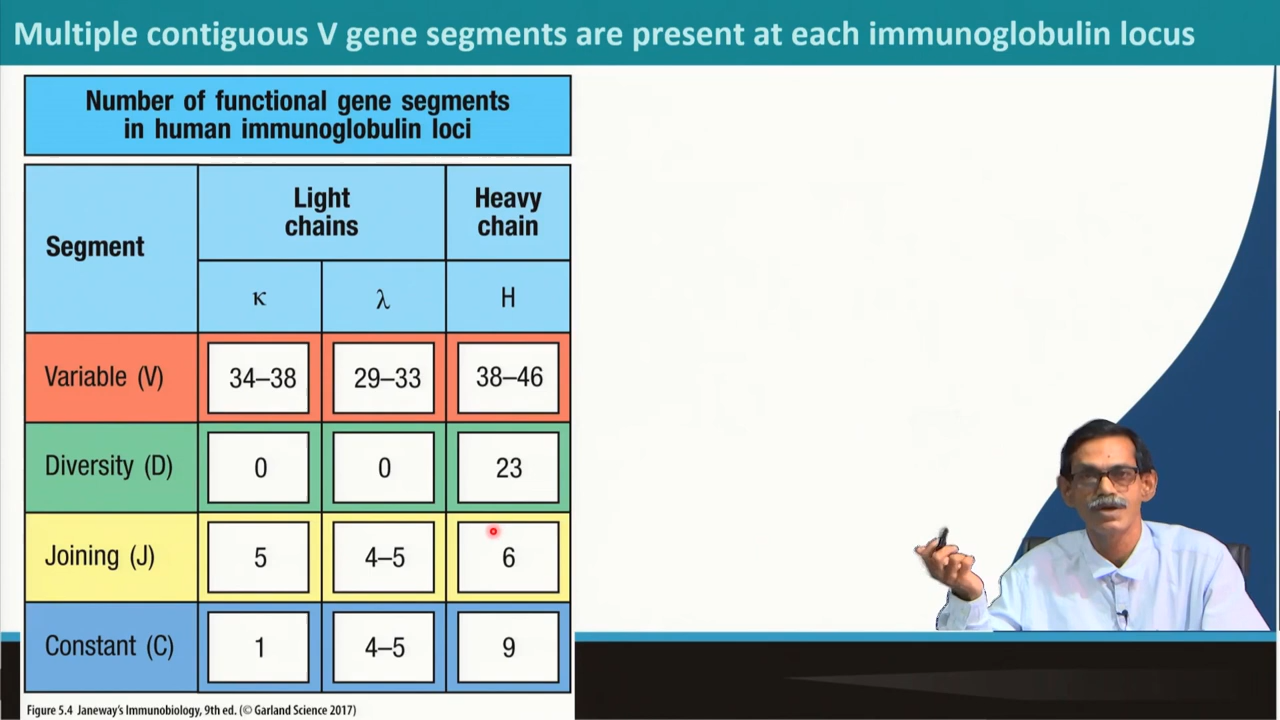 Multiple contiguous V gene segments are present at each immunoglobulin locus
Number of functional gene segments
in human immunoglobulin loci
Segment
Light
chains
Heavy
chain
κ
λ
H
Variable (V)
34–38
29–33
38–46
Diversity (D)
0
0
23
Joining (J)
5
4–5
6
Constant (C)
1
4–5
9
Figure 5.4 Janeway's Immunobiology, 9th ed. (© Garland Science 2017)